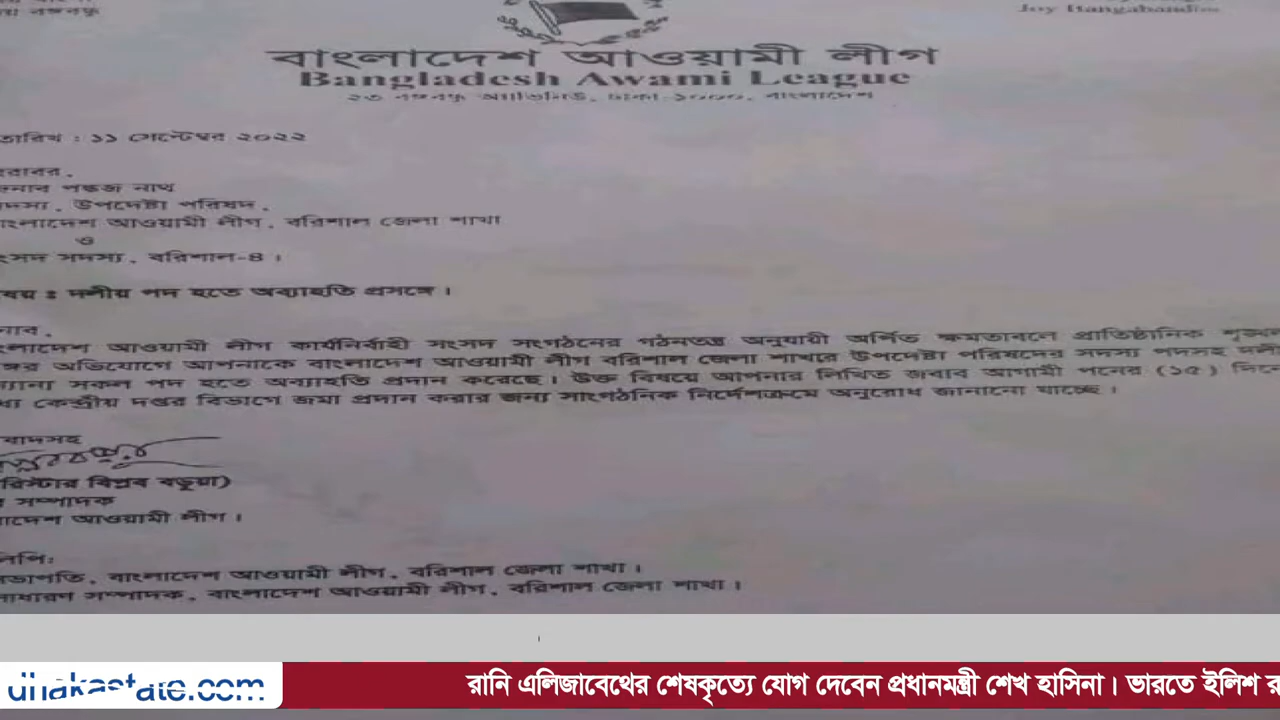 Joy Bangabandhu
বাংলাদেশ আওয়ামী লীগ
Bangladesh Awami League
২৩ বঙ্গবন্ধু অ্যাভিনিউ, ঢাকা-১০০০, বাংলাদেশ
তারিখ : ১১ সেপ্টেম্বর ২০২২
বরাবর,
জনাব পঙ্কজ নাথ
সদস্য, উপদেষ্টা পরিষদ,
বাংলাদেশ আওয়ামী লীগ, বরিশাল জেলা শাখা
ও
সংসদ সদস্য, বরিশাল-৪ ।
বিষয় : দলীয় পদ হতে অব্যাহতি প্রসঙ্গে ।
জনাব,
বাংলাদেশ আওয়ামী লীগ কার্যনির্বাহী সংসদ সংগঠনের গঠনতন্ত্র অনুযায়ী অর্পিত ক্ষমতাবলে প্রাতিষ্ঠানিক
অভিযোগে আপনাকে বাংলাদেশ আওয়ামী লীগ বরিশাল জেলা শাখার উপদেষ্টা পরিষদের সদস্য পদসহ
সকল পদ হতে অব্যাহতি প্রদান করেছে। উক্ত বিষয়ে আপনার লিখিত জবাব আগামী পনের (১৫)
কেন্দ্রীয় দপ্তর বিভাগে জমা প্রদান করার জন্য সাংগঠনিক নির্দেশক্রমে অনুরোধ জানানো যাচ্ছে ।
বিপ্লব বড়ুয়া)
সম্পাদক
আওয়ামী লীগ ।
সভাপতি, বাংলাদেশ আওয়ামী লীগ, বরিশাল জেলা শাখা ।
সাধারণ সম্পাদক, বাংলাদেশ আওয়ামী লীগ, বরিশাল জেলা শাখা ।
dhakastate.com
রানি এলিজাবেথের শেষকৃত্যে যোগ দেবেন প্রধানমন্ত্রী শেখ হাসিনা। ভারতে ইলিশ